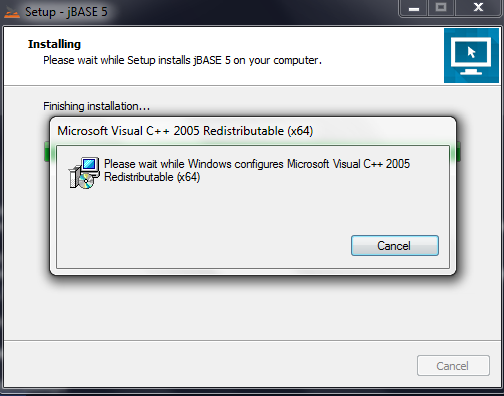 Setup - jBASE 5
Installing
Please wait while Setup installs jBASE 5 on your computer.
Finishing installation...
Microsoft Visual C++ 2005 Redistributable (x64)
Please wait while Windows configures Microsoft Visual C++ 2005
Redistributable (x64)
Cancel
Cancel